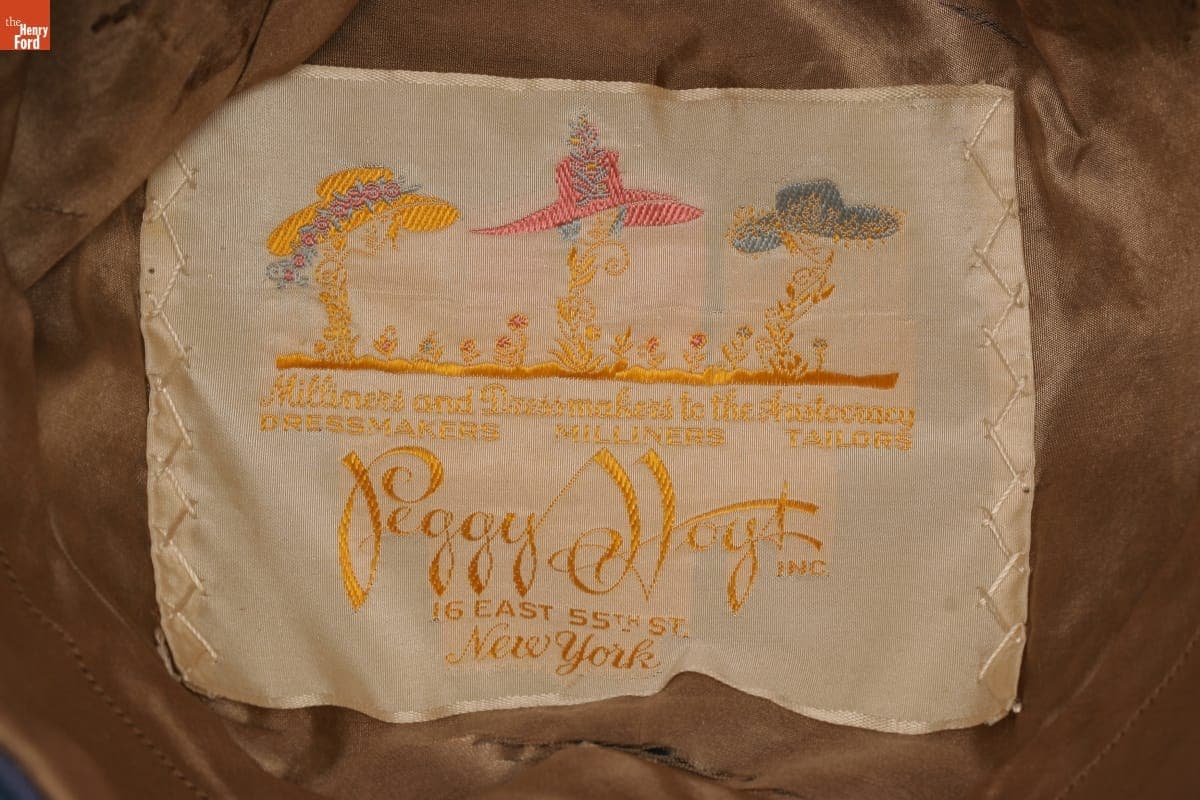 the
Henry
Ford
Milliners and Dressmakers to the Aristocracy
DRESSMAKERS MILLINERS TAILORS
Peggy Hoyt INC.
16 EAST 55TH ST.
New York